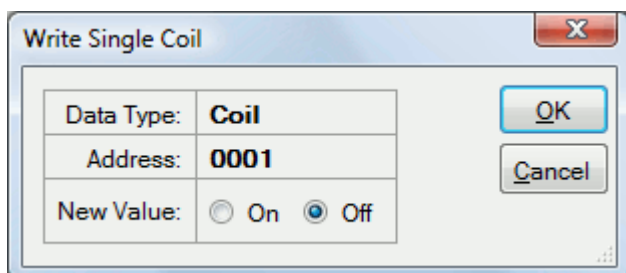 Write Single Coil
Data Type: Coil
Address: 0001
New Value: On Off
OK
Cancel